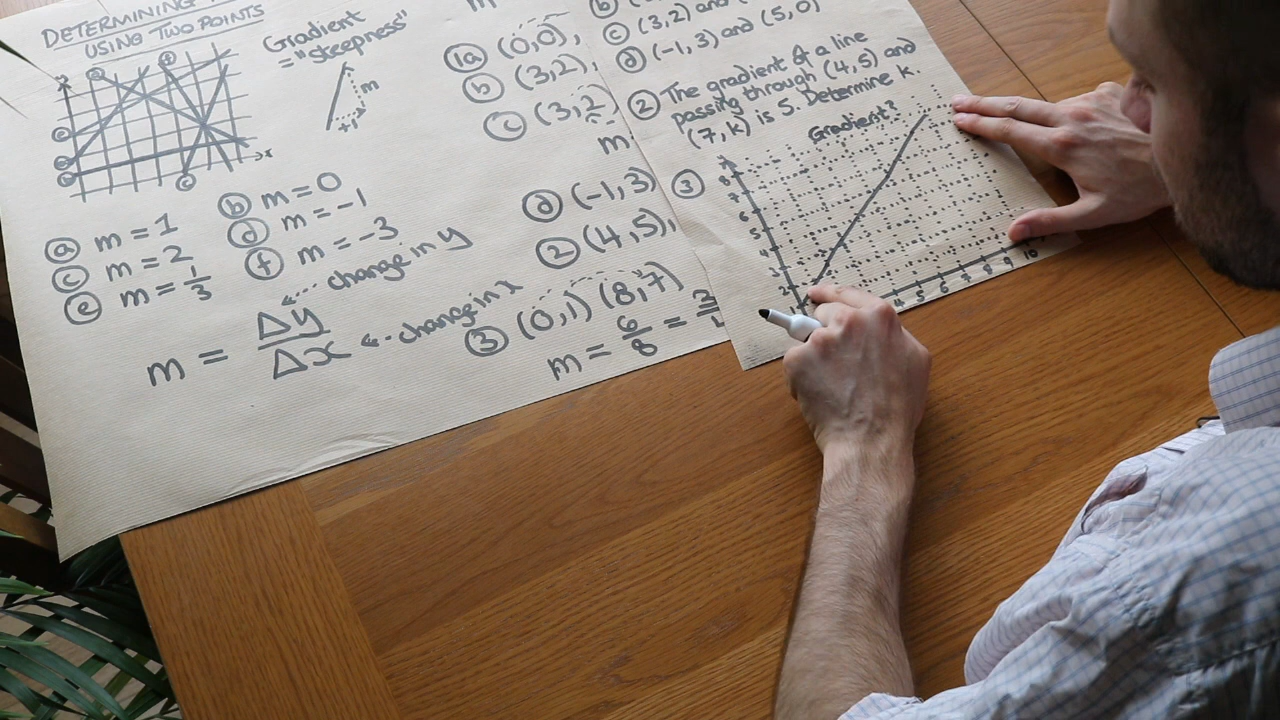 DETERMINING
USING TWO POINTS
Gradient
= "steepness"
m
+1
x
a m = 1
b m = 0
c m = 2
d m = -1
e m = 1/3
f m = -3
m = Δy/Δx
change in y
change in x
m
1a (0,0),
b (3,2),
c (3,2
m
d (-1,3)
2 (4,5),
3 (0,1) (8,7)
m = 6/8 =
b
c (3,2) and
d (-1,3) and (5,0)
2 The gradient of a line
passing through (4,5) and
(7,k) is 5. Determine k.
3
Gradient?
8
7
6
5
4
3
2
1
4 5 6 7 8 9 10